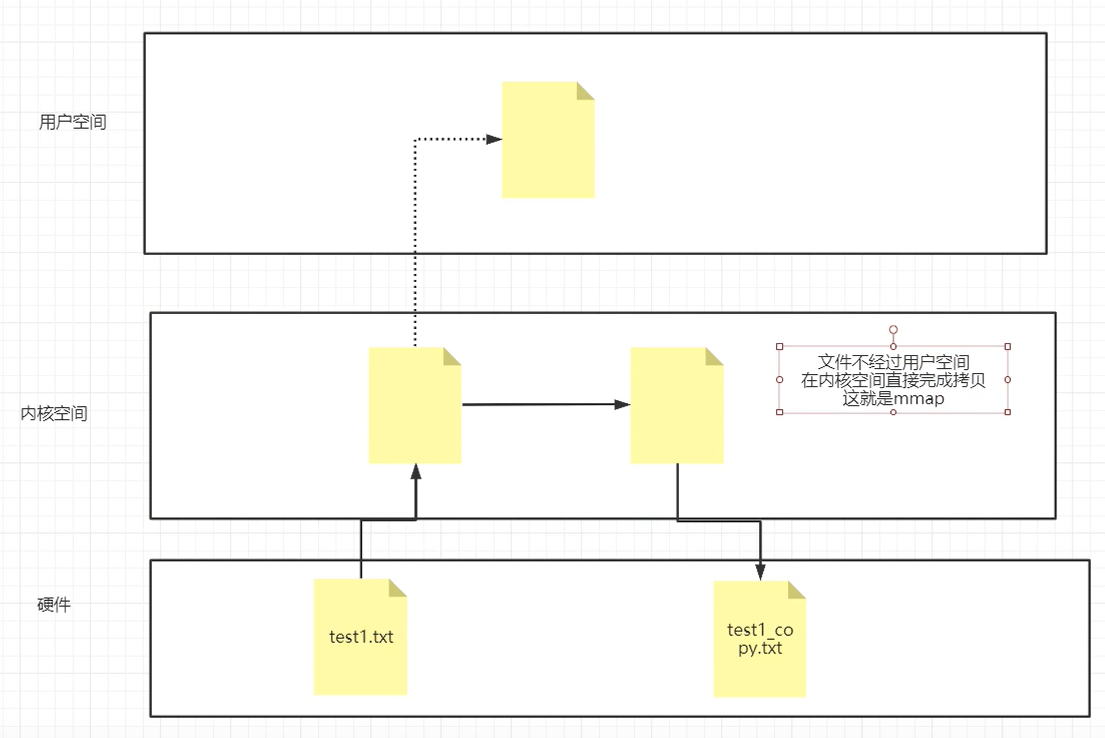 用户空间
文件不经过用户空间
在内核空间直接完成拷贝
这就是mmap
内核空间
硬件
test1.txt
test1_co
py.txt